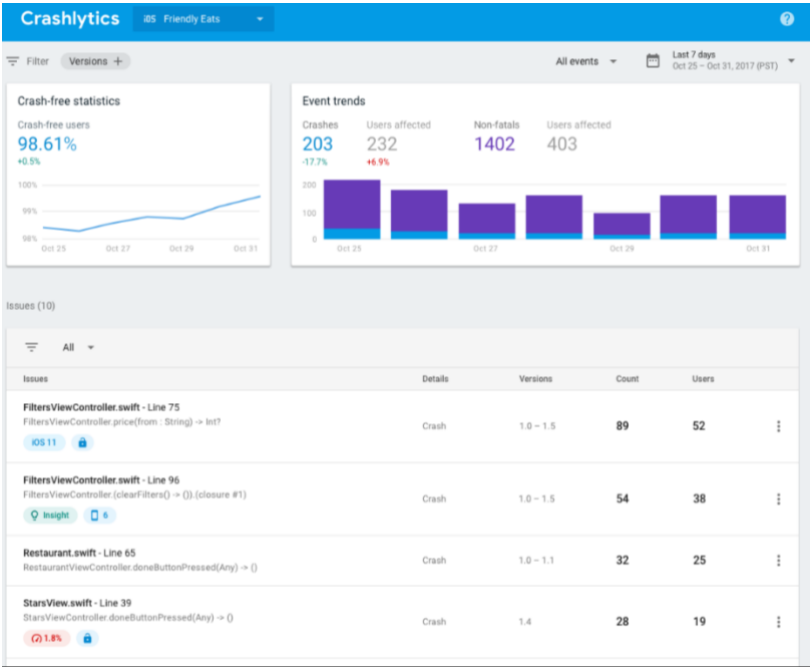 Crashlytics
iOS Friendly Eats
?
Filter Versions +
All events
Last 7 days
Oct 25 – Oct 31, 2017 (PST)
Crash-free statistics
Crash-free users
98.61%
+0.5%
100%
99%
98%
Oct 25 Oct 27 Oct 29 Oct 31
Event trends
Crashes Users affected Non-fatals Users affected
203 232 1402 403
-17.7% +6.9%
200
100
0
Oct 25 Oct 27 Oct 29 Oct 31
Issues (10)
All
Issues Details Versions Count Users
FiltersViewController.swift - Line 75
FiltersViewController.price(from : String) -> Int?
Crash 1.0 – 1.5 89 52
iOS 11
FiltersViewController.swift - Line 96
FiltersViewController.(clearFilters() -> ()).(closure #1)
Crash 1.0 – 1.5 54 38
Insight 6
Restaurant.swift - Line 65
RestaurantViewController.doneButtonPressed(Any) -> ()
Crash 1.0 – 1.1 32 25
StarsView.swift - Line 39
StarsViewController.doneButtonPressed(Any) -> ()
Crash 1.4 28 19
1.8%